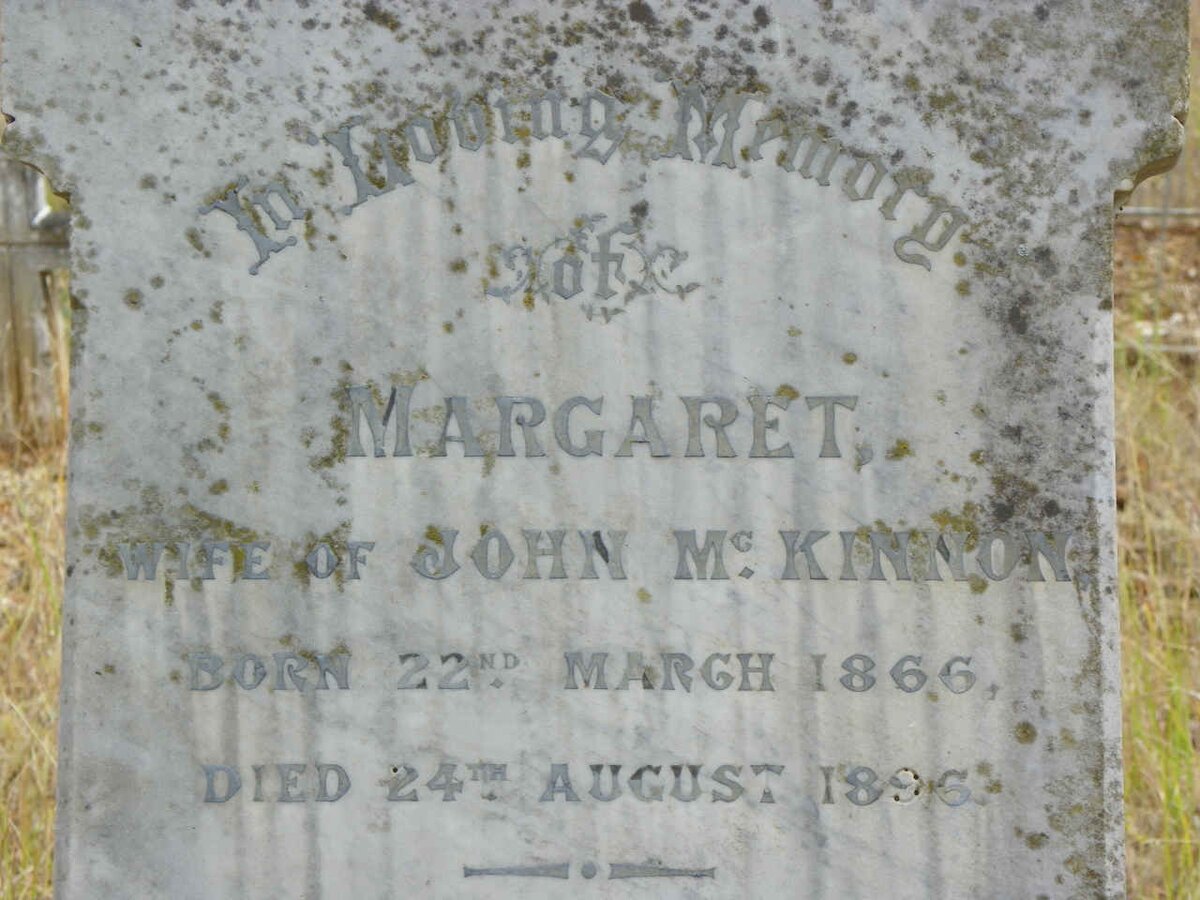 In Loving Memory
of
MARGARET,
WIFE OF JOHN Mc. KINNON,
BORN 22ND. MARCH 1866,
DIED 24TH AUGUST 1896.